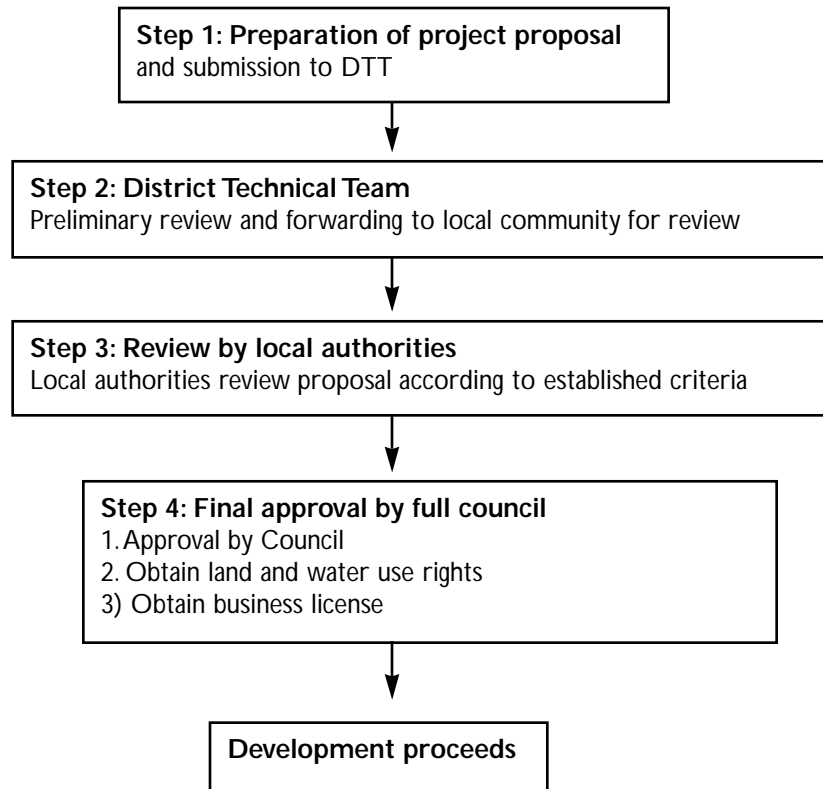 Step 1: Preparation of project proposal
and submission to DTT
Step 2: District Technical Team
Preliminary review and forwarding to local community for review
Step 3: Review by local authorities
Local authorities review proposal according to established criteria
Step 4: Final approval by full council
1. Approval by Council
2. Obtain land and water use rights
3) Obtain business license
Development proceeds